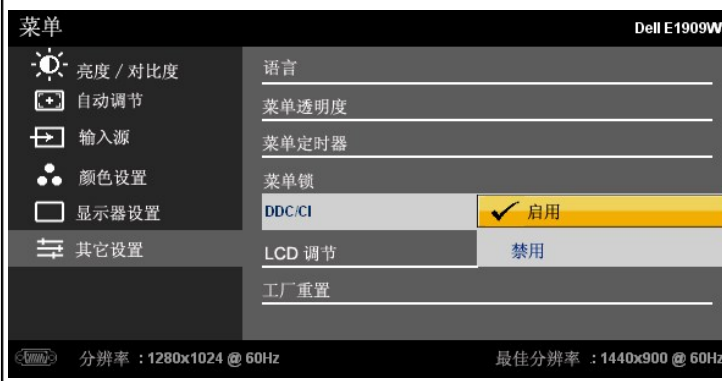 菜单
Dell E1909W
亮度 / 对比度
自动调节
输入源
颜色设置
显示器设置
其它设置
语言
菜单透明度
菜单定时器
菜单锁
DDC/CI
启用
禁用
LCD 调节
工厂重置
分辨率 : 1280x1024 @ 60Hz
最佳分辨率 : 1440x900 @ 60Hz